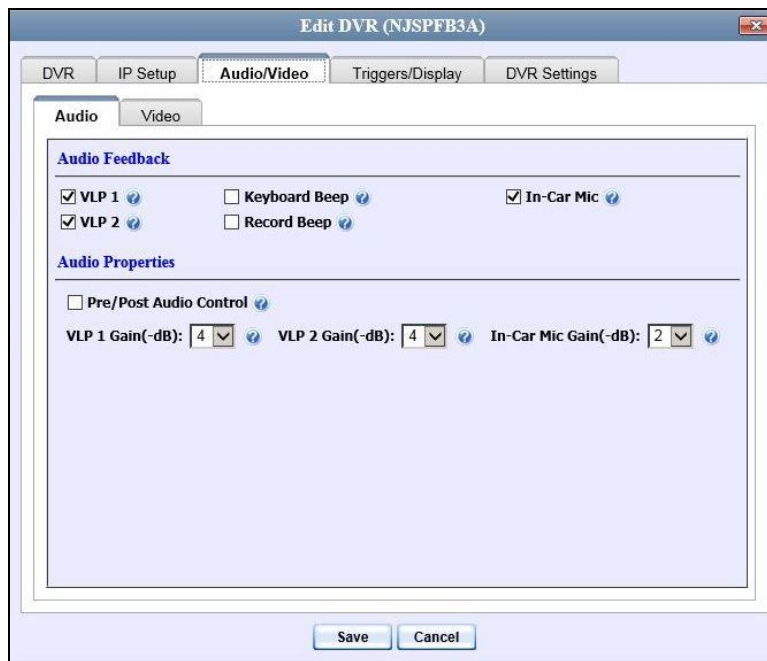 Edit DVR (NJSPFB3A)
DVR IP Setup Audio/Video Triggers/Display DVR Settings
Audio Video
Audio Feedback
VLP 1 Keyboard Beep In-Car Mic
VLP 2 Record Beep
Audio Properties
Pre/Post Audio Control
VLP 1 Gain(-dB): 4 VLP 2 Gain(-dB): 4 In-Car Mic Gain(-dB): 2
Save Cancel